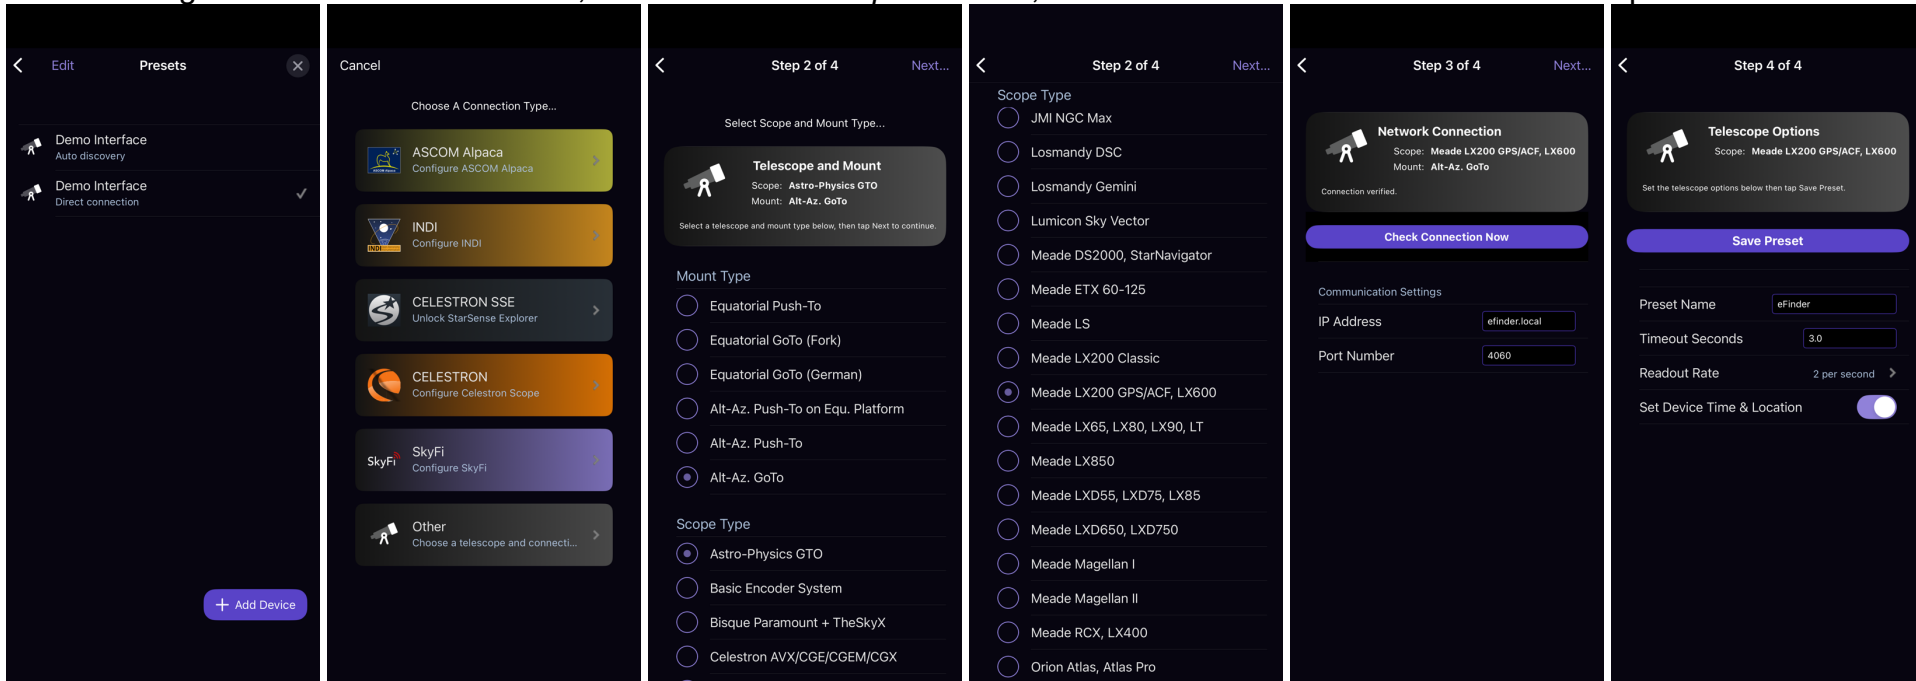 Edit
Presets
Demo Interface
Auto discovery
Demo Interface
Direct connection
+ Add Device
Cancel
Choose A Connection Type...
ASCOM Alpaca
Configure ASCOM Alpaca
INDI
INDI
Configure INDI
CELESTRON SSE
Unlock StarSense Explorer
CELESTRON
Configure Celestron Scope
SkyFi
SkyFi
Configure SkyFi
Other
Choose a telescope and connecti...
Step 2 of 4
Next...
Select Scope and Mount Type...
Telescope and Mount
Scope: Astro-Physics GTO
Mount: Alt-Az. GoTo
Select a telescope and mount type below, then tap Next to continue.
Mount Type
Equatorial Push-To
Equatorial GoTo (Fork)
Equatorial GoTo (German)
Alt-Az. Push-To on Equ. Platform
Alt-Az. Push-To
Alt-Az. GoTo
Scope Type
Astro-Physics GTO
Basic Encoder System
Bisque Paramount + TheSkyX
Celestron AVX/CGE/CGEM/CGX
Step 2 of 4
Next...
Scope Type
JMI NGC Max
Losmandy DSC
Losmandy Gemini
Lumicon Sky Vector
Meade DS2000, StarNavigator
Meade ETX 60-125
Meade LS
Meade LX200 Classic
Meade LX200 GPS/ACF, LX600
Meade LX65, LX80, LX90, LT
Meade LX850
Meade LXD55, LXD75, LX85
Meade LXD650, LXD750
Meade Magellan I
Meade Magellan II
Meade RCX, LX400
Orion Atlas, Atlas Pro
Step 3 of 4
Next...
Network Connection
Scope: Meade LX200 GPS/ACF, LX600
Mount: Alt-Az. GoTo
Connection verified.
Check Connection Now
Communication Settings
IP Address
efinder.local
Port Number
4060
Step 4 of 4
Telescope Options
Scope: Meade LX200 GPS/ACF, LX600
Set the telescope options below then tap Save Preset.
Save Preset
Preset Name
eFinder
Timeout Seconds
3.0
Readout Rate
2 per second
Set Device Time & Location